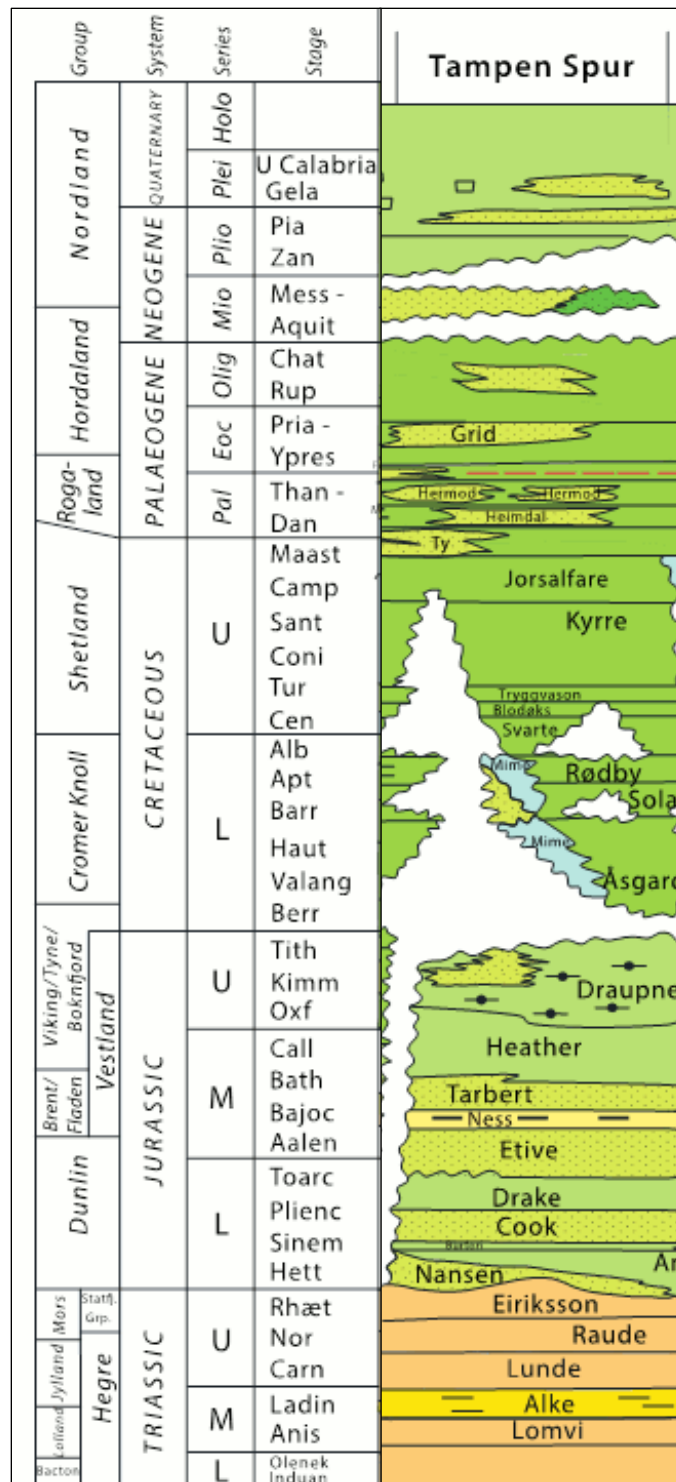 Group
System
Series
Stage
Tampen Spur
Nordland
Hordaland
Roga-
land
Shetland
Cromer Knoll
Viking/Tyne/
Boknfjord
Vestland
Brent/
Fladen
Dunlin
Mors
Statfj.
Grp.
Jylland
Hegre
Lolland
Bacton
QUATERNARY
NEOGENE
PALAEOGENE
CRETACEOUS
JURASSIC
TRIASSIC
Holo
Plei
Plio
Mio
Olig
Eoc
Pal
U
L
U
M
L
U
M
L
U Calabria
Gela
Pia
Zan
Mess -
Aquit
Chat
Rup
Pria -
Ypres
Than -
Dan
Maast
Camp
Sant
Coni
Tur
Cen
Alb
Apt
Barr
Haut
Valang
Berr
Tith
Kimm
Oxf
Call
Bath
Bajoc
Aalen
Toarc
Plienc
Sinem
Hett
Rhæt
Nor
Carn
Ladin
Anis
Olenek
Induan
Grid
Hermod
Hermod
Heimdal
Ty
Jorsalfare
Kyrre
Tryggvason
Blodøks
Svarte
Mime
Rødby
Sola
Mime
Åsgard
Draupne
Heather
Tarbert
Ness
Etive
Drake
Cook
Nansen
Eiriksson
Raude
Lunde
Alke
Lomvi